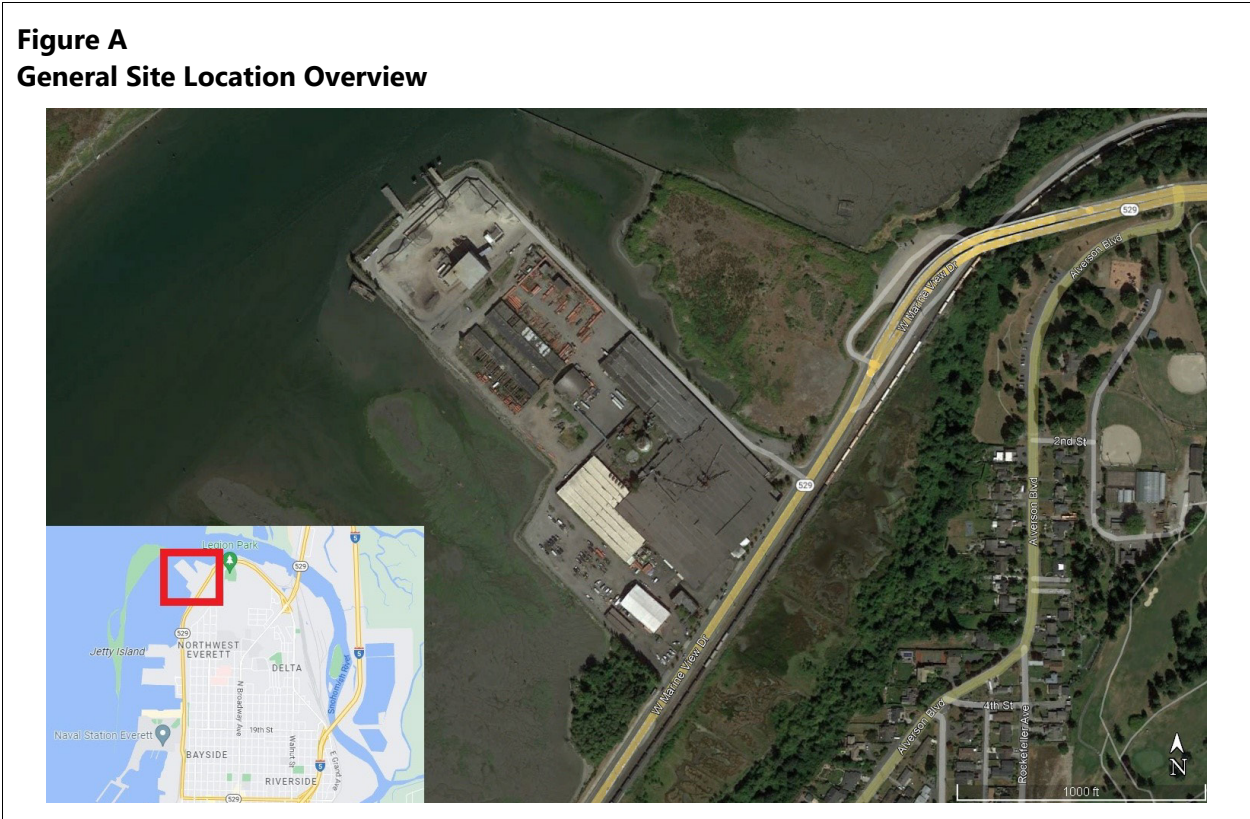 Figure A
General Site Location Overview
529
Alverson Blvd
W Marine View Dr
2nd St
529
Alverson Blvd
W Marine View Dr
4th St
Alverson Blvd
Rockefeller Ave
N
1000 ft
Legion Park
5
529
529
Jetty Island
NORTHWEST
EVERETT
DELTA
5
Snohomish River
N Broadway Ave
19th St
Naval Station Everett
Walnut St
BAYSIDE
E Grand Ave
5
RIVERSIDE
529